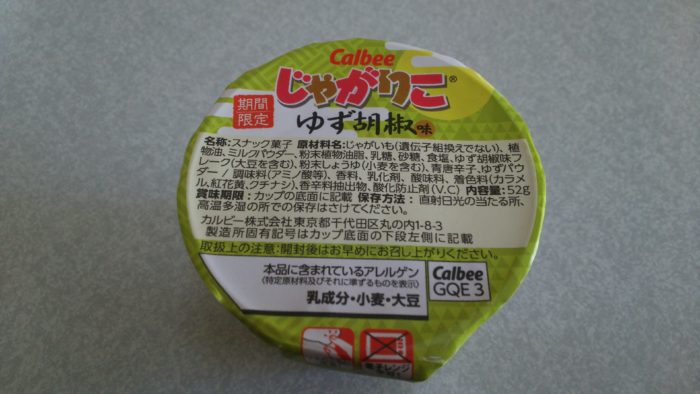 Calbee
じゃがりこ®
期間
限定
ゆず胡椒味
名称:スナック菓子 原材料名:じゃがいも(遺伝子組換えでない)、植
物油、ミルクパウダー、粉末植物油脂、乳糖、砂糖、食塩、ゆず胡椒味フ
レーク(大豆を含む)、粉末しょうゆ(小麦を含む)、青唐辛子、ゆずパウ
ダー / 調味料(アミノ酸等)、香料、乳化剤、酸味料、着色料(カラメ
ル、紅花黄、クチナシ)、香辛料抽出物、酸化防止剤(V.C) 内容量:52g
賞味期限:カップの底面に記載 保存方法:直射日光の当たる所、
高温多湿の所での保存はさけてください。
カルビー株式会社東京都千代田区丸の内1-8-3
製造所固有記号はカップ底面の下段左側に記載
取扱上の注意:開封後はお早めにお召し上がりください。
本品に含まれているアレルゲン
(特定原材料及びそれに準ずるものを表示)
乳成分・小麦・大豆
Calbee
GQE 3
電子レンジ